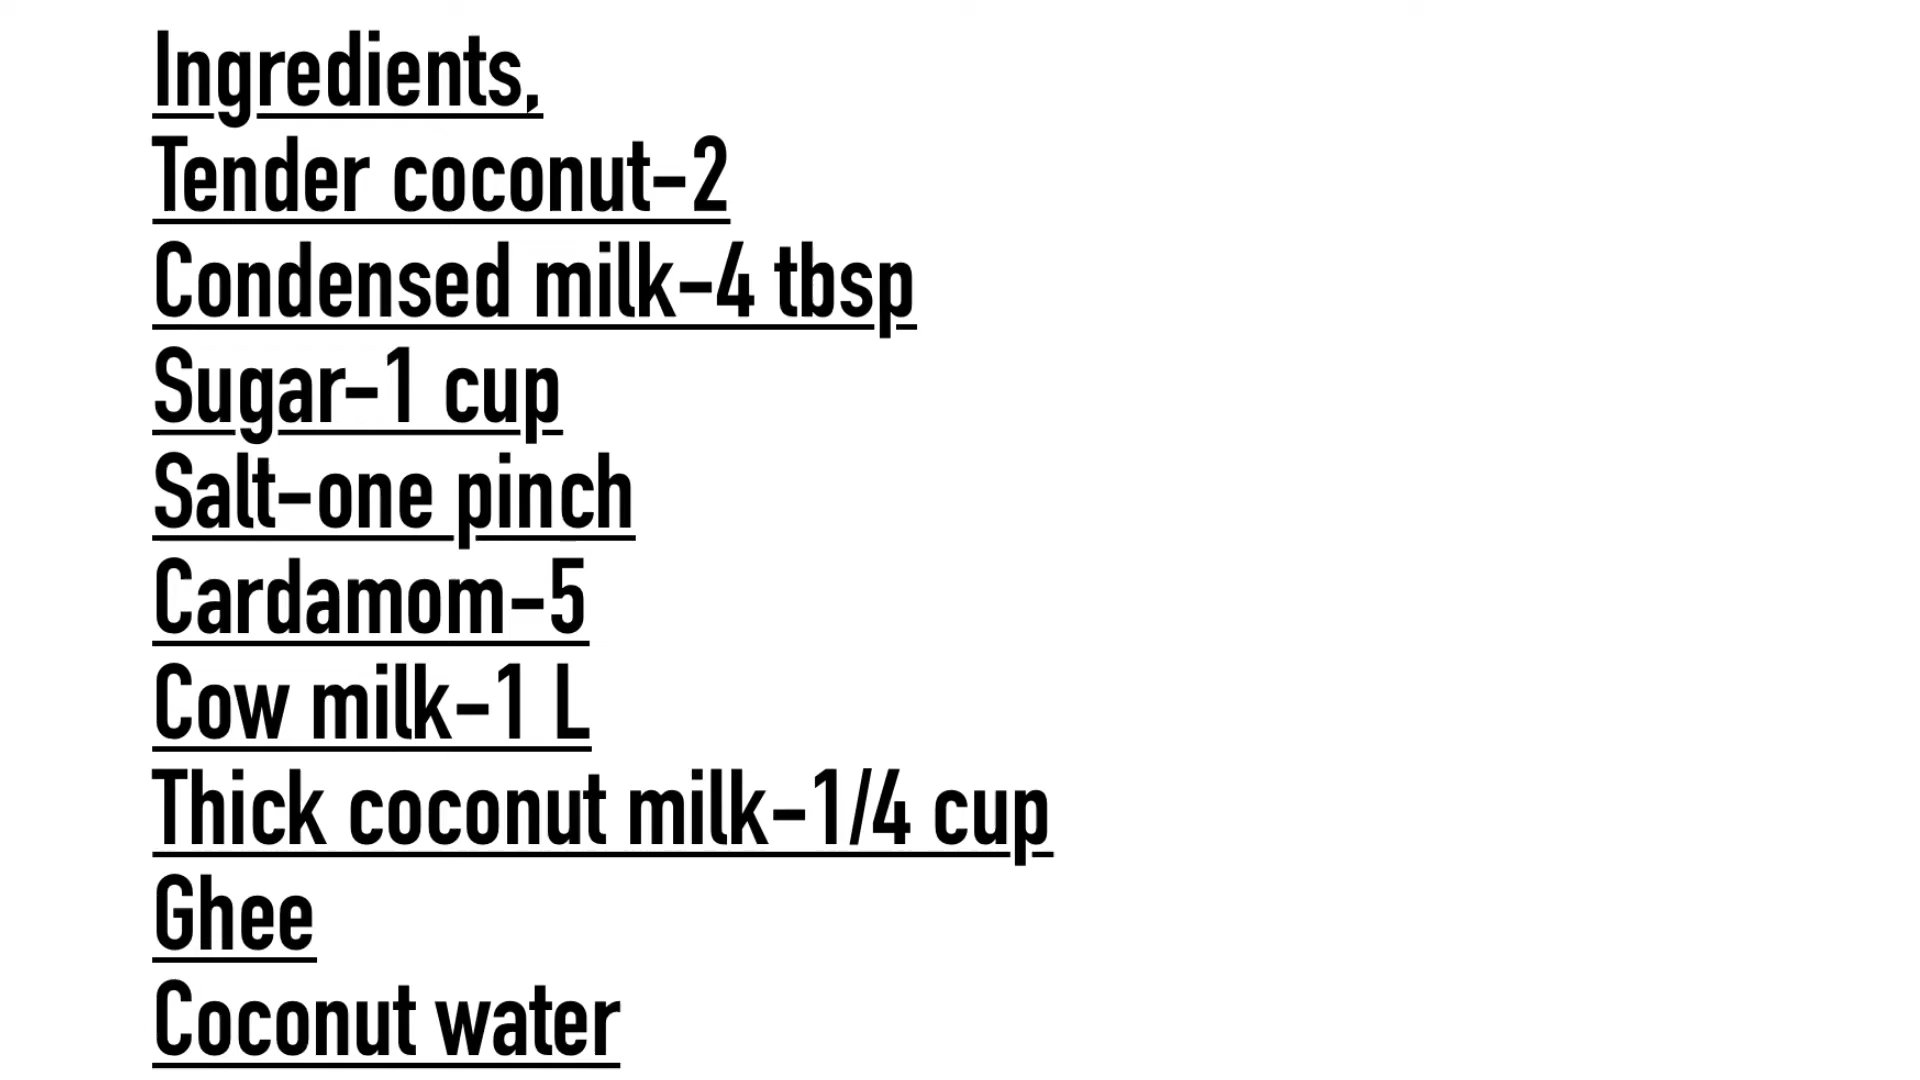 Ingredients,
Tender coconut-2
Condensed milk-4 tbsp
Sugar-1 cup
Salt-one pinch
Cardamom-5
Cow milk-1 L
Thick coconut milk-1/4 cup
Ghee
Coconut water